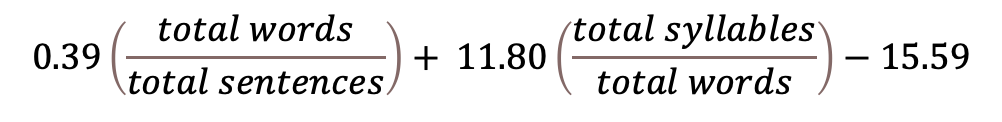 0.39 (total words / total sentences) + 11.80 (total syllables / total words) − 15.59